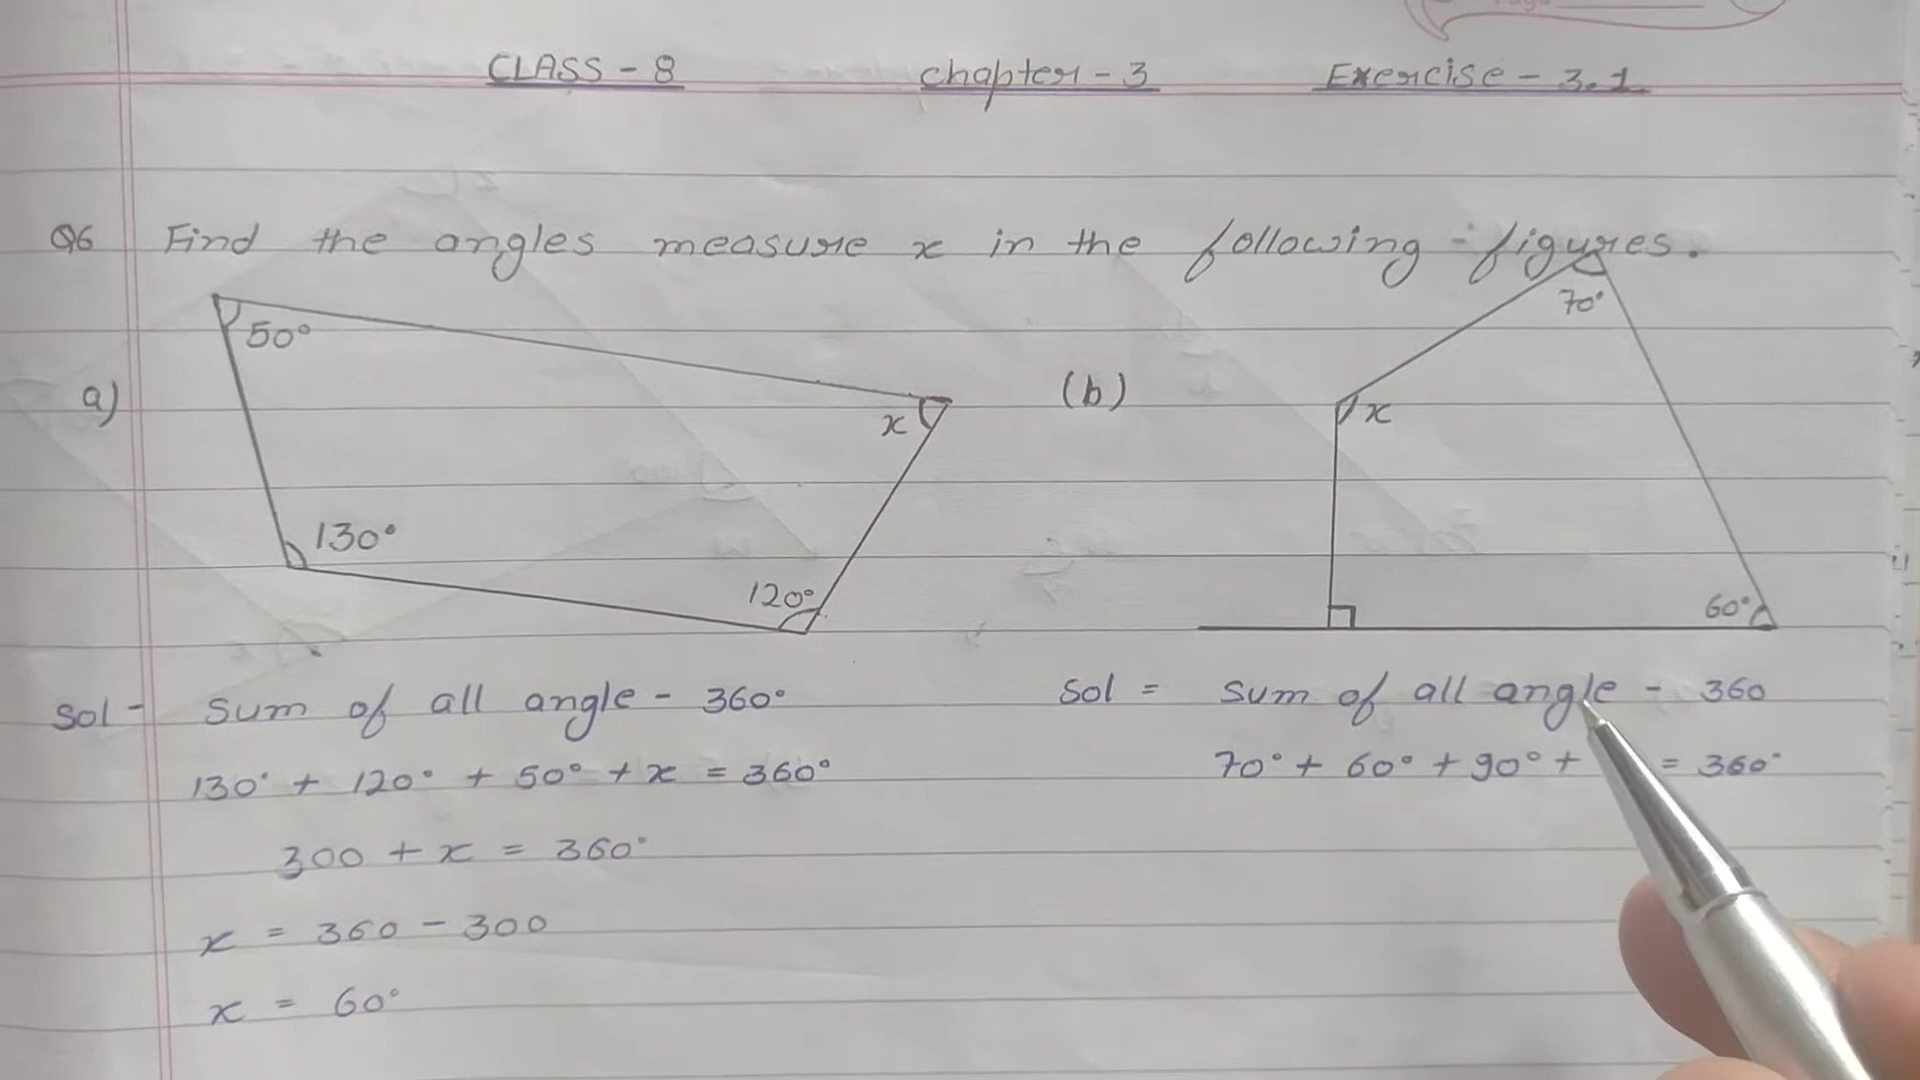 CLASS - 8 chapter - 3 Exercise - 3.1
Q6 Find the angles measure x in the following figures.
a)
50°
x
130°
120°
(b)
70°
x
60°
Sol - Sum of all angle - 360°
130° + 120° + 50° + x = 360°
300 + x = 360°
x = 360 - 300
x = 60°
Sol = Sum of all angle - 360
70° + 60° + 90° + = 360°